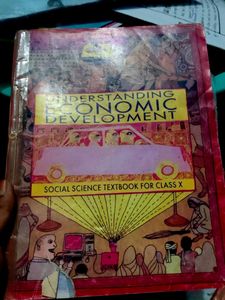 UNDERSTANDING
ECONOMIC
DEVELOPMENT
SOCIAL SCIENCE TEXTBOOK FOR CLASS X